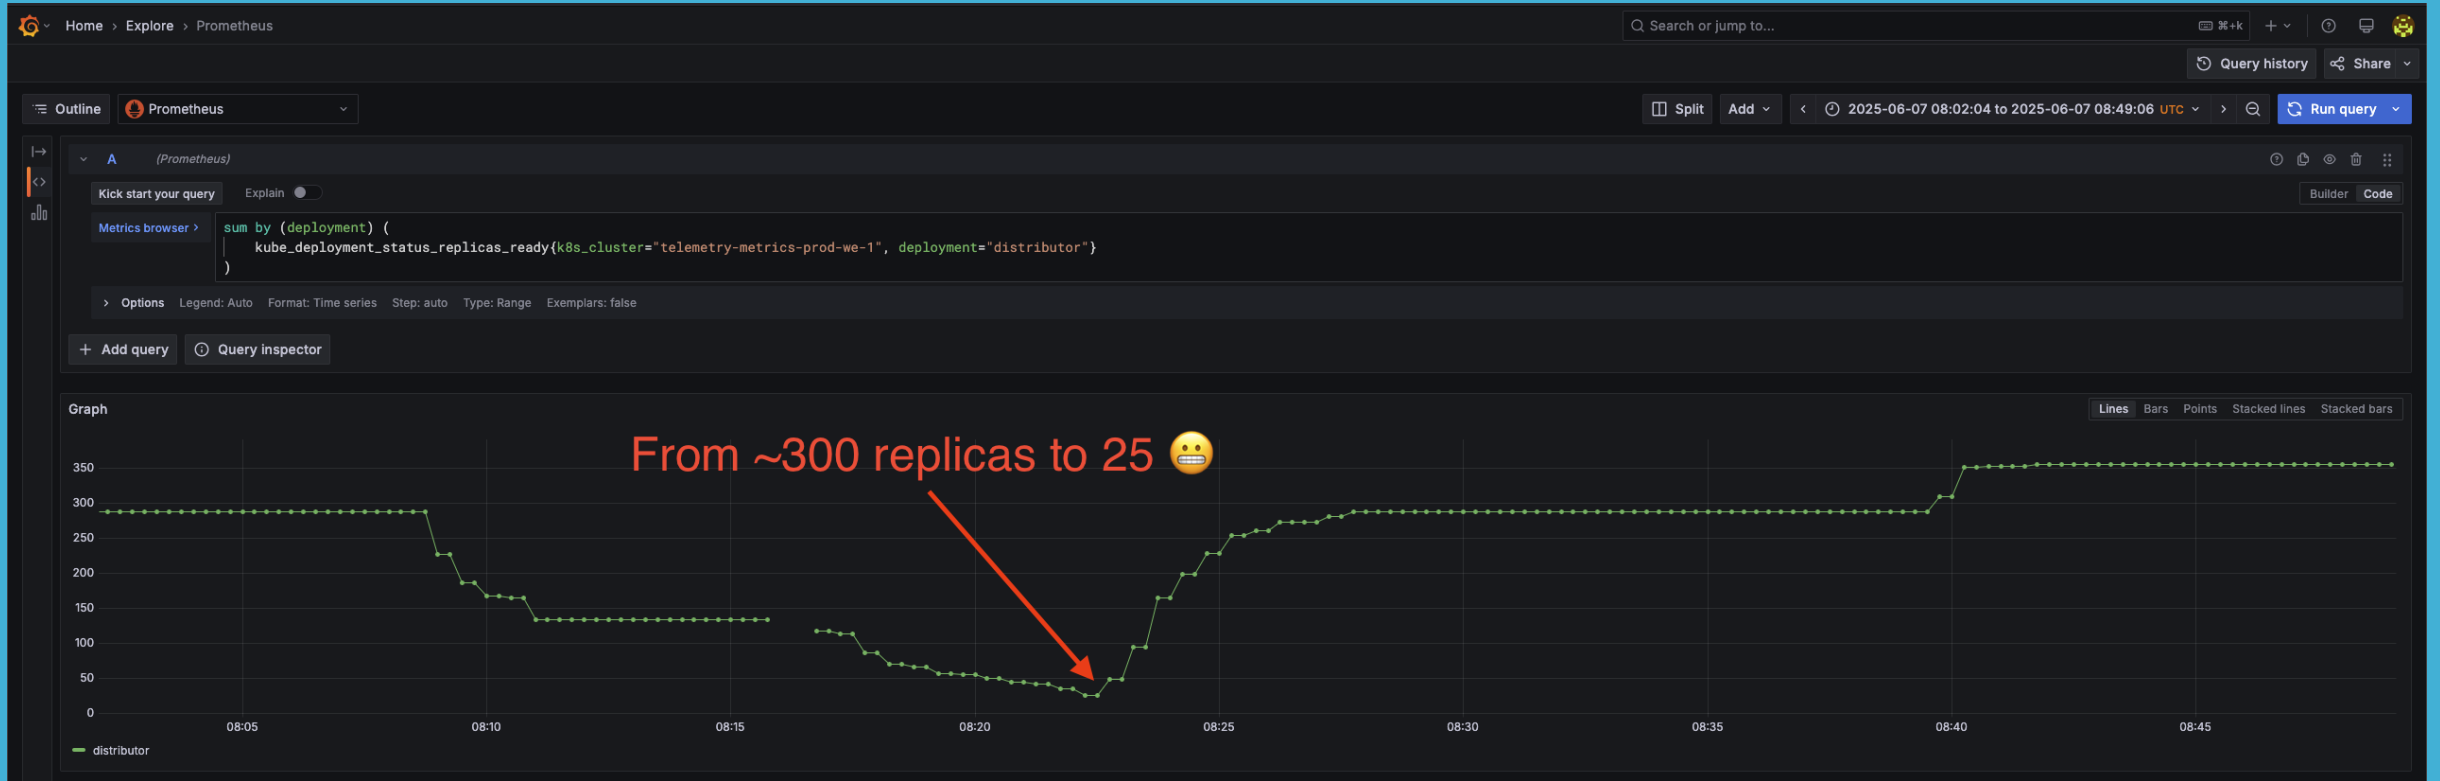 Home › Explore › Prometheus
Search or jump to...
⌘+k
Query history
Share
Outline
Prometheus
Split
Add
2025-06-07 08:02:04 to 2025-06-07 08:49:06 UTC
Run query
A
(Prometheus)
Kick start your query
Explain
Builder
Code
Metrics browser ›
sum by (deployment) (
kube_deployment_status_replicas_ready{k8s_cluster="telemetry-metrics-prod-we-1", deployment="distributor"}
)
Options
Legend: Auto
Format: Time series
Step: auto
Type: Range
Exemplars: false
+ Add query
Query inspector
Graph
Lines
Bars
Points
Stacked lines
Stacked bars
From ~300 replicas to 25 😬
350
300
250
200
150
100
50
0
08:05
08:10
08:15
08:20
08:25
08:30
08:35
08:40
08:45
distributor